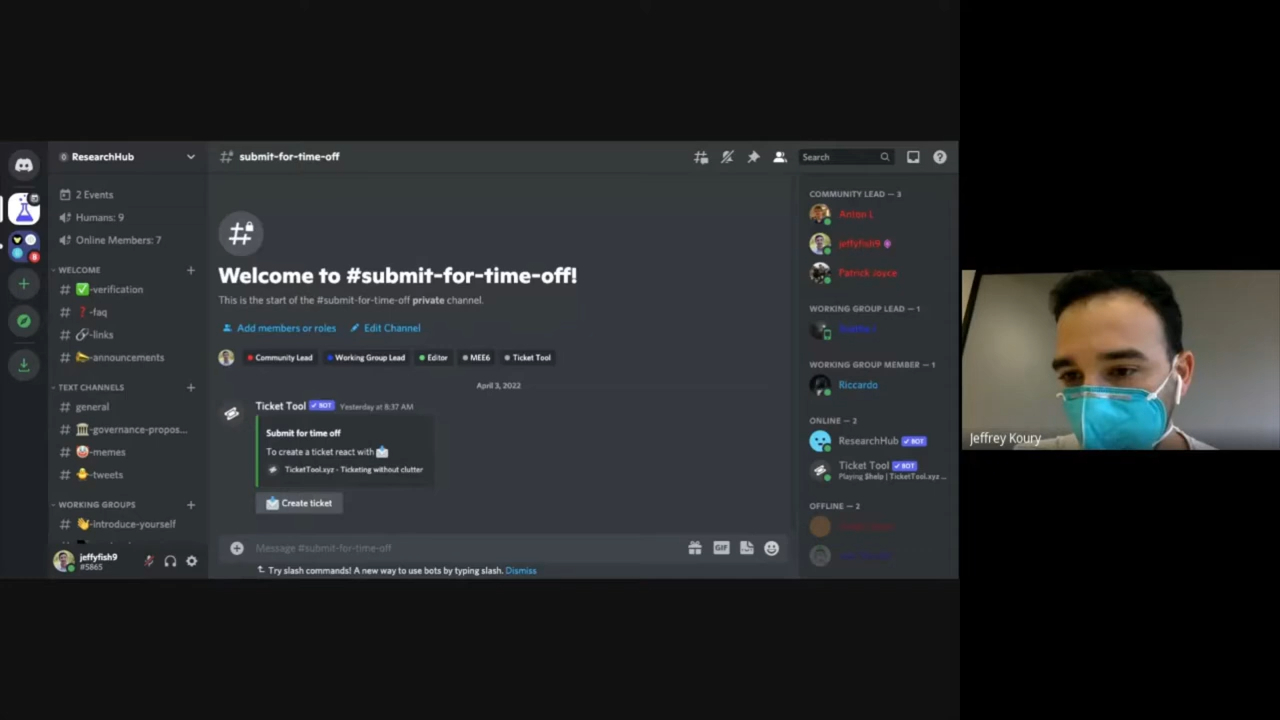 ResearchHub
submit-for-time-off
Search
2 Events
Humans: 9
Online Members: 7
WELCOME
-verification
-faq
-links
-announcements
TEXT CHANNELS
general
-governance-propos...
-memes
-tweets
WORKING GROUPS
-introduce-yourself
jeffyfish9
#5865
Welcome to #submit-for-time-off!
This is the start of the #submit-for-time-off private channel.
Add members or roles
Edit Channel
Community Lead
Working Group Lead
Editor
MEE6
Ticket Tool
April 3, 2022
Ticket Tool BOT Yesterday at 8:37 AM
Submit for time off
To create a ticket react with
TicketTool.xyz - Ticketing without clutter
Create ticket
Message #submit-for-time-off
GIF
Try slash commands! A new way to use bots by typing slash. Dismiss
COMMUNITY LEAD — 3
Anton L
jeffyfish9
Patrick Joyce
WORKING GROUP LEAD — 1
WORKING GROUP MEMBER — 1
Riccardo
ONLINE — 2
ResearchHub BOT
Ticket Tool BOT
Playing $help | TicketTool.xyz ...
OFFLINE — 2
Jeffrey Koury